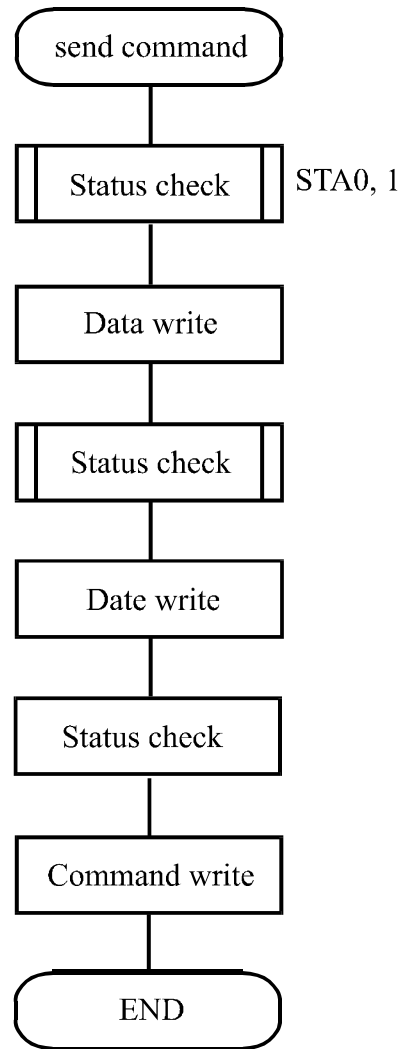 send command
Status check
STA0, 1
Data write
Status check
Date write
Status check
Command write
END